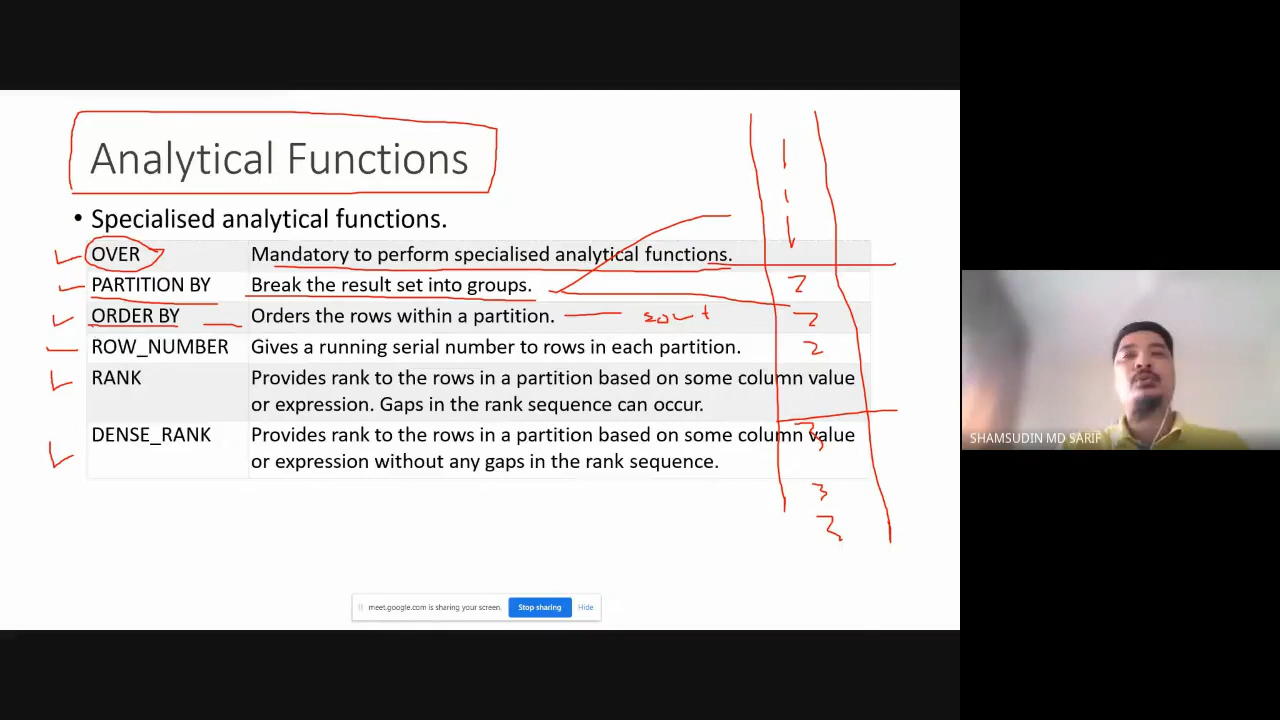 Analytical Functions
• Specialised analytical functions.
OVER Mandatory to perform specialised analytical functions.
PARTITION BY Break the result set into groups.
ORDER BY Orders the rows within a partition. sort
ROW_NUMBER Gives a running serial number to rows in each partition.
RANK Provides rank to the rows in a partition based on some column value
or expression. Gaps in the rank sequence can occur.
DENSE_RANK Provides rank to the rows in a partition based on some column value
or expression without any gaps in the rank sequence.
1
1
1
2
2
2
3
3
3
SHAMSUDIN MD SARIF
meet.google.com is sharing your screen. Stop sharing Hide